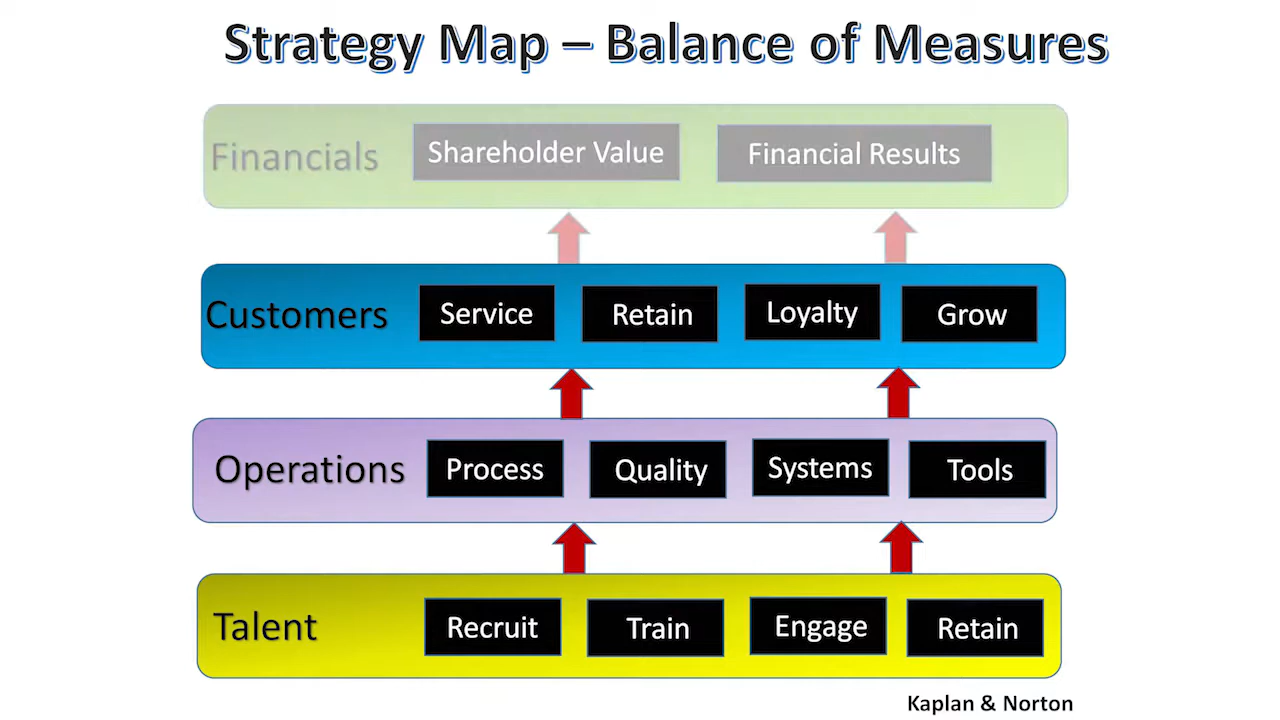 Strategy Map – Balance of Measures
Financials Shareholder Value Financial Results
Customers Service Retain Loyalty Grow
Operations Process Quality Systems Tools
Talent Recruit Train Engage Retain
Kaplan & Norton